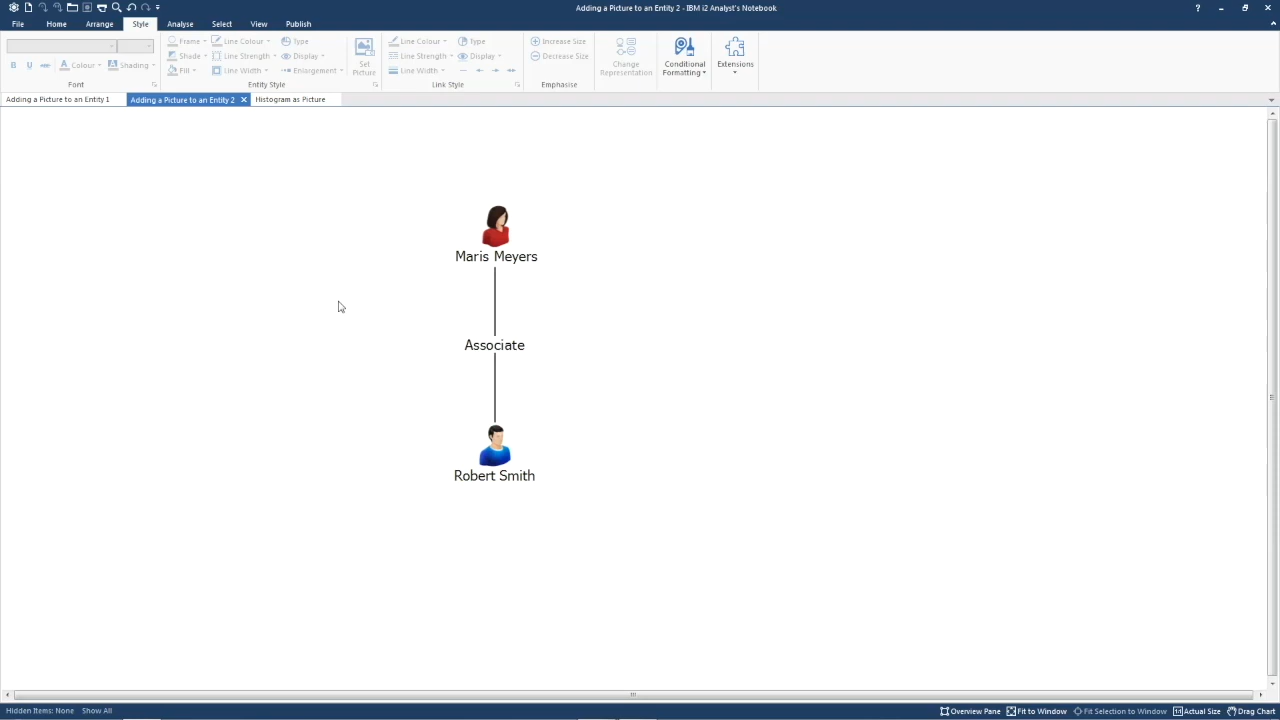 Adding a Picture to an Entity 2 - IBM i2 Analyst's Notebook
File Home Arrange Style Analyse Select View Publish
Frame Line Colour Type Line Colour Type Increase Size
Shade Line Strength Display Line Strength Display Decrease Size
Fill Line Width Enlargement Line Width
B U Colour Shading
Set Picture
Change Representation
Conditional Formatting
Extensions
Font Entity Style Link Style Emphasise
Adding a Picture to an Entity 1 Adding a Picture to an Entity 2 Histogram as Picture
Maris Meyers
Associate
Robert Smith
Hidden Items: None Show All Overview Pane Fit to Window Fit Selection to Window Actual Size Drag Chart